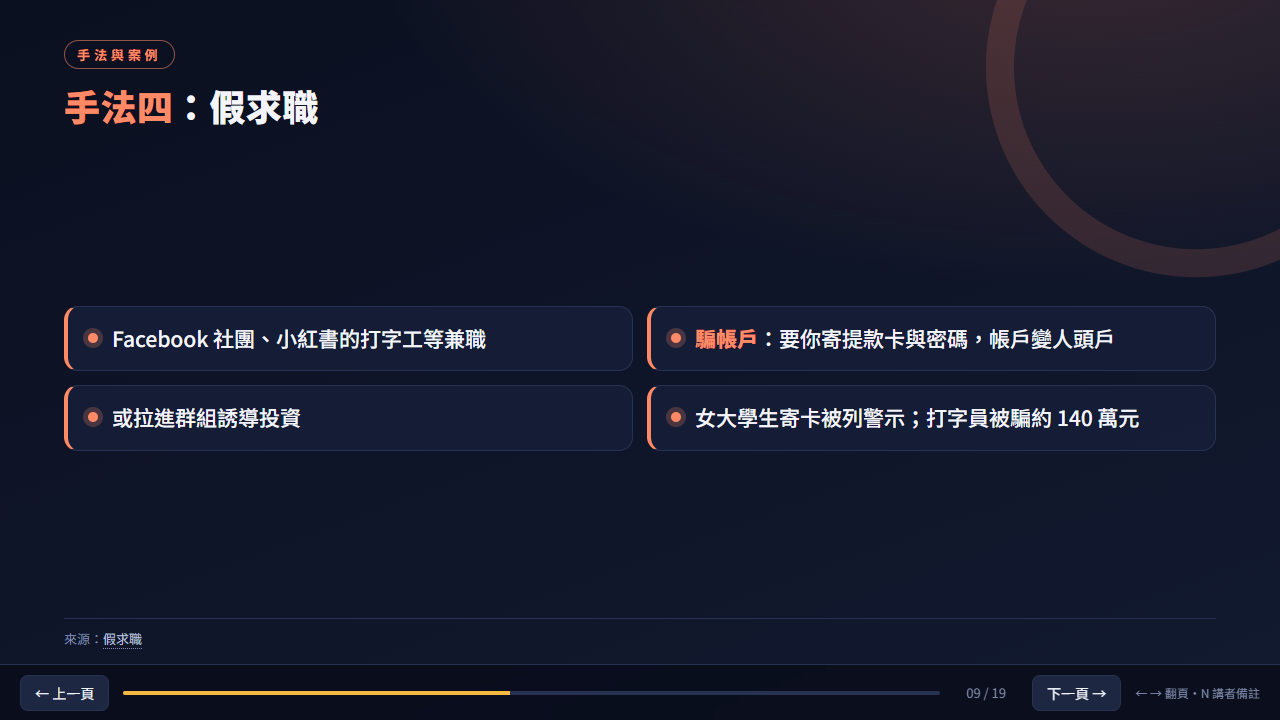 手法與案例
手法四：假求職
Facebook 社團、小紅書的打字工等兼職
騙帳戶：要你寄提款卡與密碼，帳戶變人頭戶
或拉進群組誘導投資
女大學生寄卡被列警示；打字員被騙約 140 萬元
來源：假求職
← 上一頁
09 / 19
下一頁 →
← → 翻頁・N 講者備註